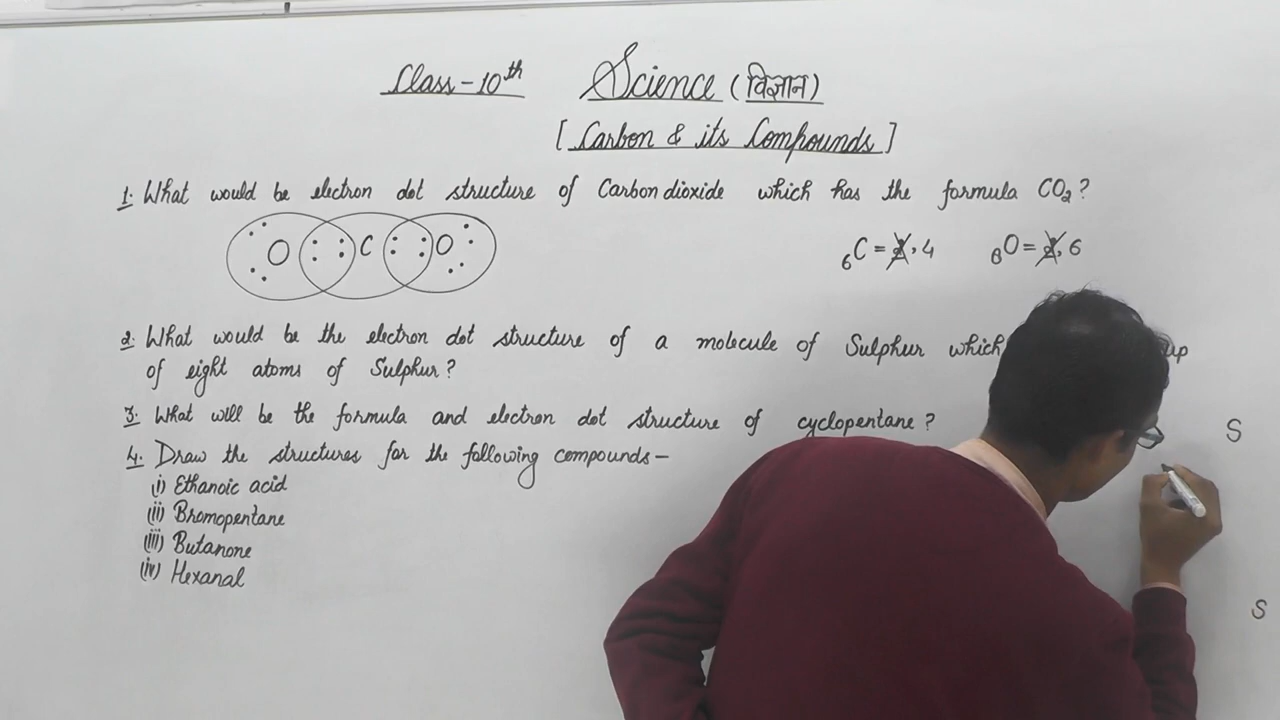 Class-10th Science (विज्ञान)
[Carbon & its Compounds]
1. What would be electron dot structure of Carbon dioxide which has the formula CO₂?
O C O
₆C = 2, 4 ₈O = 2, 6
2. What would be the electron dot structure of a molecule of Sulphur which up
of eight atoms of Sulphur?
3. What will be the formula and electron dot structure of cyclopentane?
S
4. Draw the structures for the following compounds-
(i) Ethanoic acid
(ii) Bromopentane
(iii) Butanone
(iv) Hexanal
S